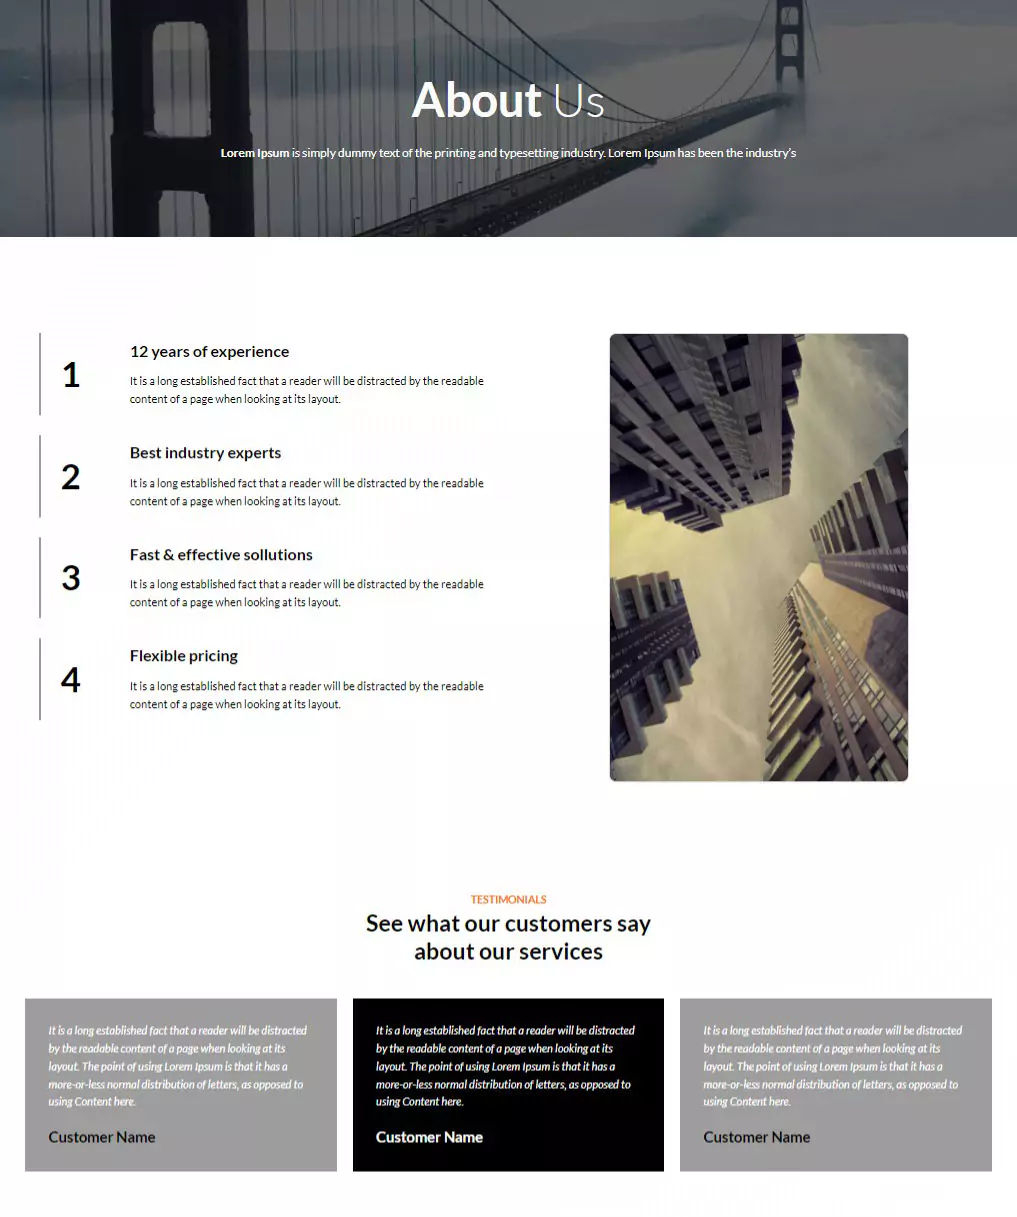 About Us
Lorem Ipsum is simply dummy text of the printing and typesetting industry. Lorem Ipsum has been the industry's
1
12 years of experience
It is a long established fact that a reader will be distracted by the readable
content of a page when looking at its layout.
2
Best industry experts
It is a long established fact that a reader will be distracted by the readable
content of a page when looking at its layout.
3
Fast & effective sollutions
It is a long established fact that a reader will be distracted by the readable
content of a page when looking at its layout.
4
Flexible pricing
It is a long established fact that a reader will be distracted by the readable
content of a page when looking at its layout.
TESTIMONIALS
See what our customers say
about our services
It is a long established fact that a reader will be distracted
by the readable content of a page when looking at its
layout. The point of using Lorem Ipsum is that it has a
more-or-less normal distribution of letters, as opposed to
using Content here.
Customer Name
It is a long established fact that a reader will be distracted
by the readable content of a page when looking at its
layout. The point of using Lorem Ipsum is that it has a
more-or-less normal distribution of letters, as opposed to
using Content here.
Customer Name
It is a long established fact that a reader will be distracted
by the readable content of a page when looking at its
layout. The point of using Lorem Ipsum is that it has a
more-or-less normal distribution of letters, as opposed to
using Content here.
Customer Name